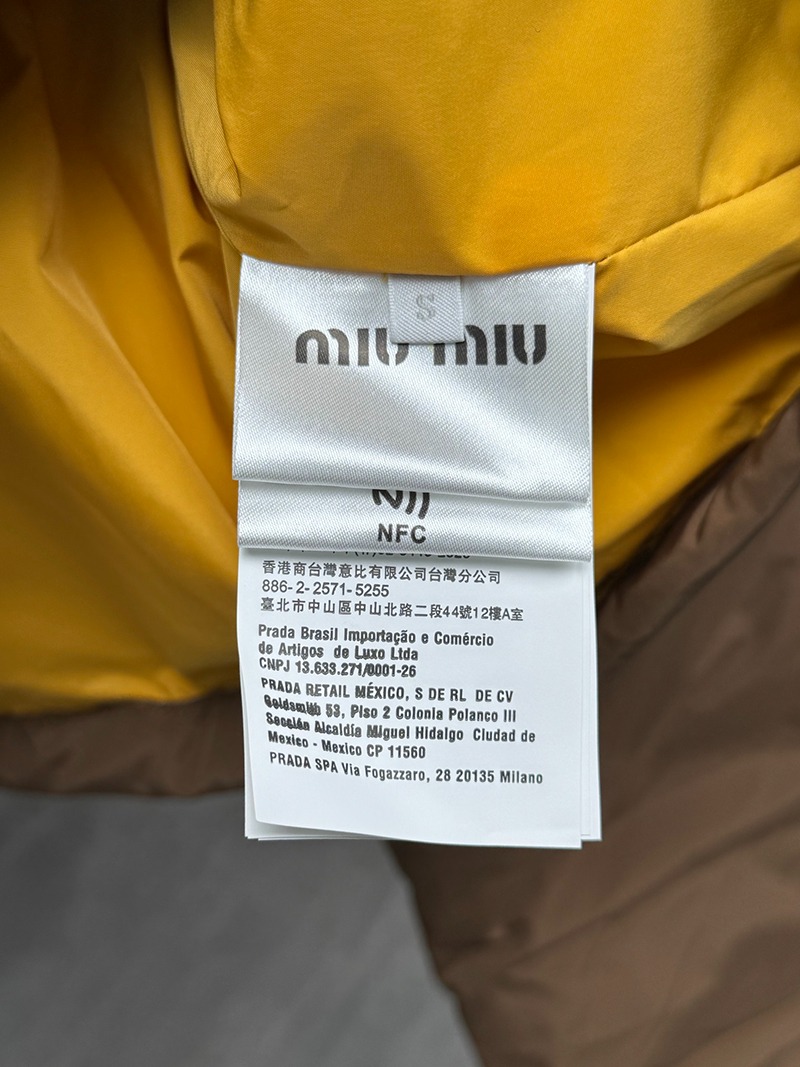 S
miu miu
NFC
香港商台灣意比有限公司台灣分公司
886-2-2571-5255
臺北市中山區中山北路二段44號12樓A室
Prada Brasil Importação e Comércio
de Artigos de Luxo Ltda
CNPJ 13.633.271/0001-26
PRADA RETAIL MÉXICO, S DE RL DE CV
Goldsmith 53, Piso 2 Colonia Polanco III
Sección Alcaldía Miguel Hidalgo Ciudad de
Mexico - Mexico CP 11560
PRADA SPA Via Fogazzaro, 28 20135 Milano